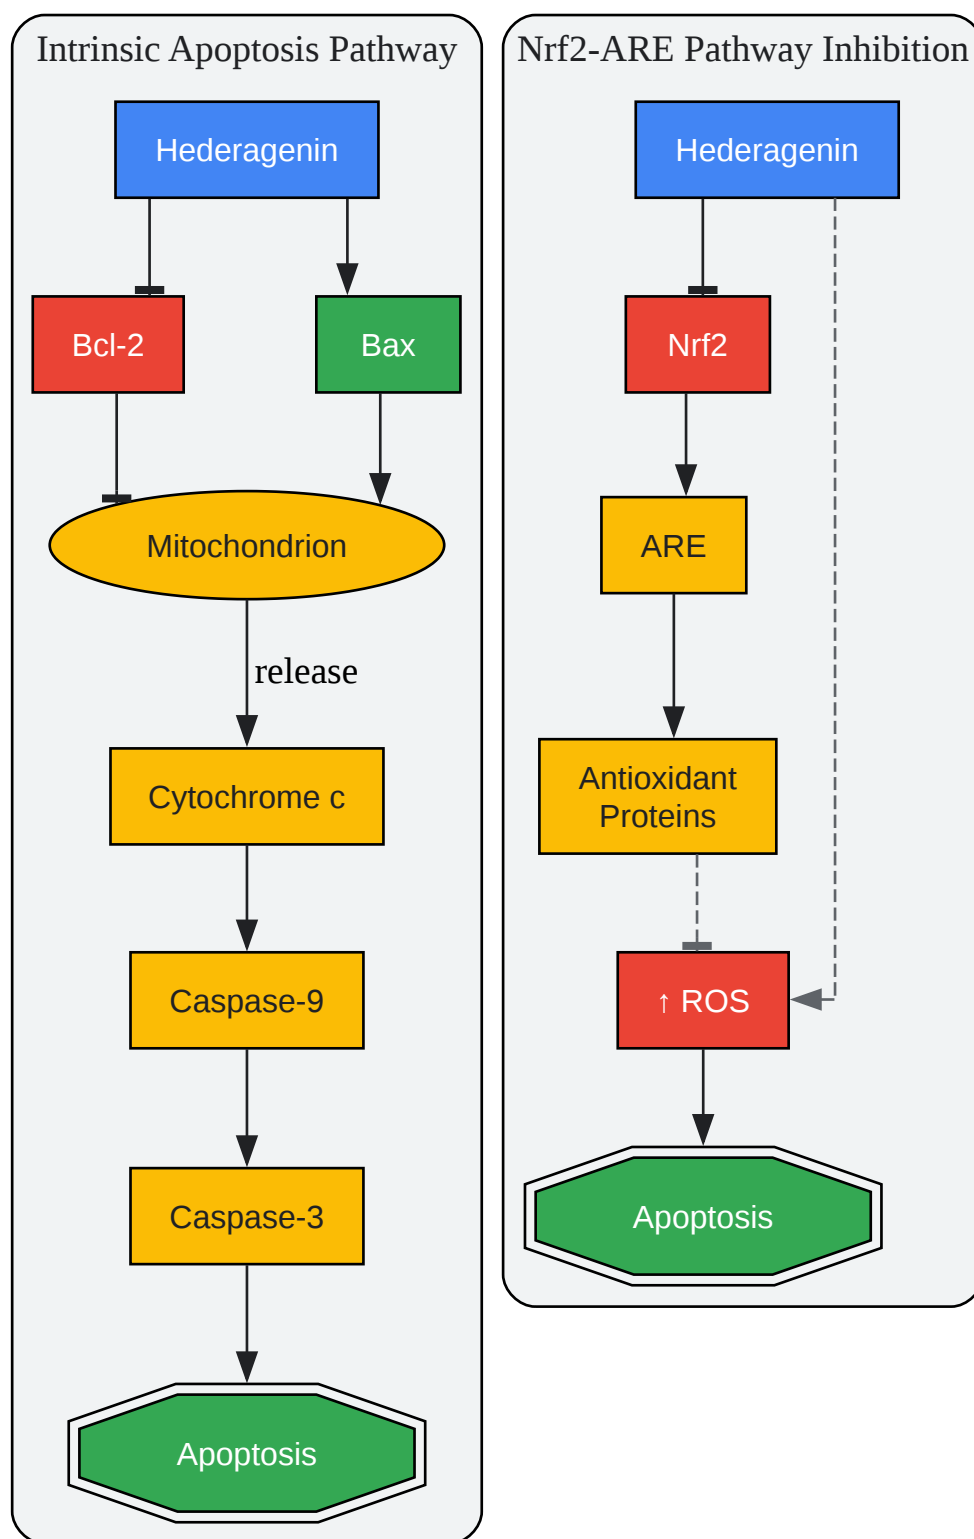 Intrinsic Apoptosis Pathway
Hederagenin
Bcl-2
Bax
Mitochondrion
release
Cytochrome c
Caspase-9
Caspase-3
Apoptosis
Nrf2-ARE Pathway Inhibition
Hederagenin
Nrf2
ARE
Antioxidant
Proteins
↑ ROS
Apoptosis